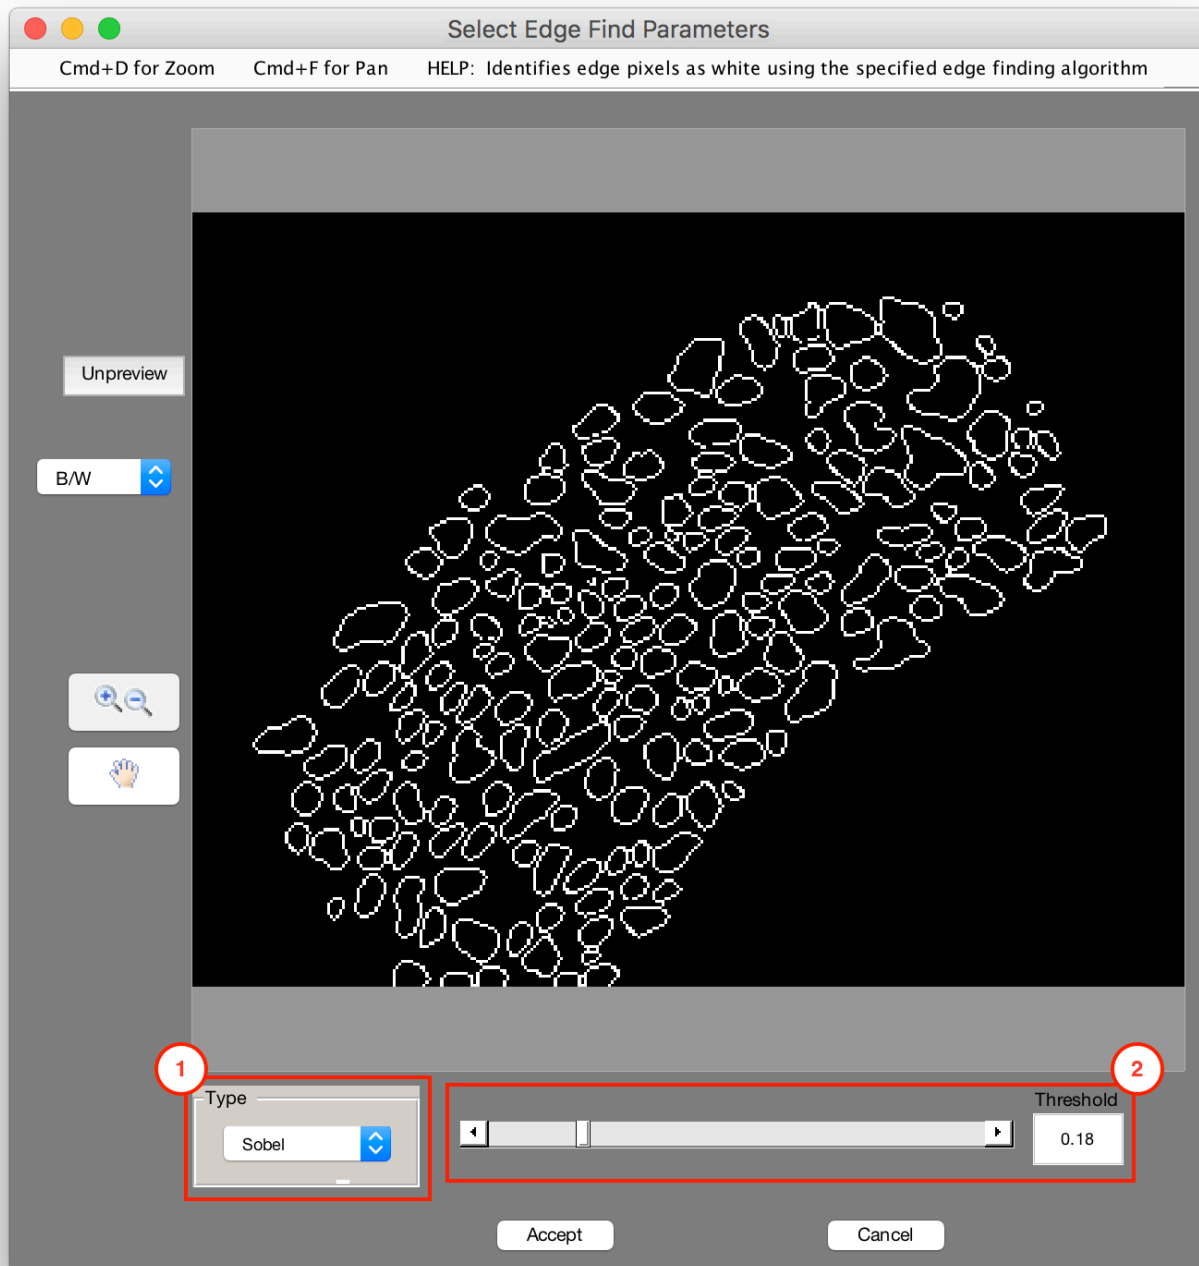 Select Edge Find Parameters
Cmd+D for Zoom Cmd+F for Pan HELP: Identifies edge pixels as white using the specified edge finding algorithm
Unpreview
B/W
1
2
Type
Threshold
Sobel
0.18
Accept
Cancel